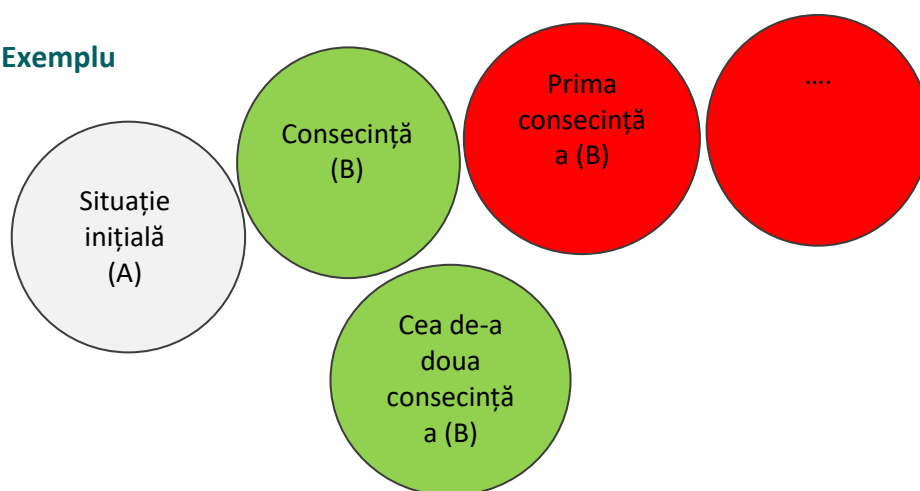 Exemplu
Situație
inițială
(A)
Consecință
(B)
Prima
consecință
a (B)
....
Cea de-a
doua
consecință
a (B)